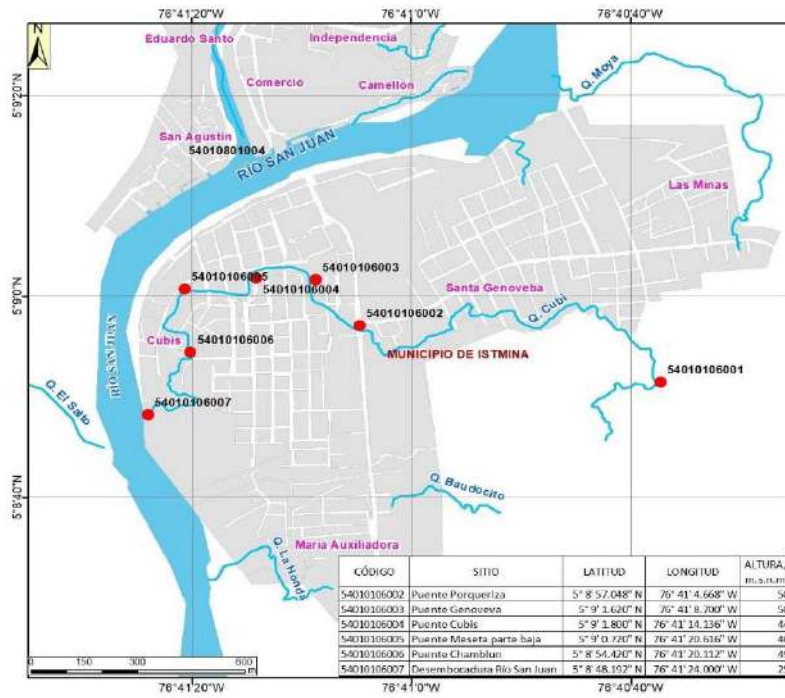 76°41'20"W 76°41'0"W 76°40'40"W
N
Eduardo Santo
Independencia
Comercio
Camellón
Q. Moya
5°9'20"
San Agustín
54010801004
RÍO SAN JUAN
Las Minas
54010106003
54010106005
54010106004
Santa Genoveba
5°9'0"
54010106002
Q. Cubi
Cubis
54010106006
MUNICIPIO DE ISTMINA
54010106001
RÍO SAN JUAN
Q. El Salto
54010106007
5°8'40"
Q. Baudocito
Maria Auxiliadora
Q. La Honda
CÓDIGO SITIO LATITUD LONGITUD ALTURA, m.s.n.m
54010106002 Puente Porqueriza 5° 8' 57.048" N 76° 41' 4.668" W
54010106003 Puente Genoveva 5° 9' 1.620" N 76° 41' 8.700" W
54010106004 Puente Cubis 5° 9' 1.800" N 76° 41' 14.136" W
54010106005 Puente Meseta parte baja 5° 9' 0.720" N 76° 41' 20.616" W
54010106006 Puente Chamblun 5° 8' 54.420" N 76° 41' 20.112" W
54010106007 Desembocadura Río San Juan 5° 8' 48.192" N 76° 41' 24.000" W
0 150 300 600
m
76°41'20"W 76°41'0"W 76°40'40"W